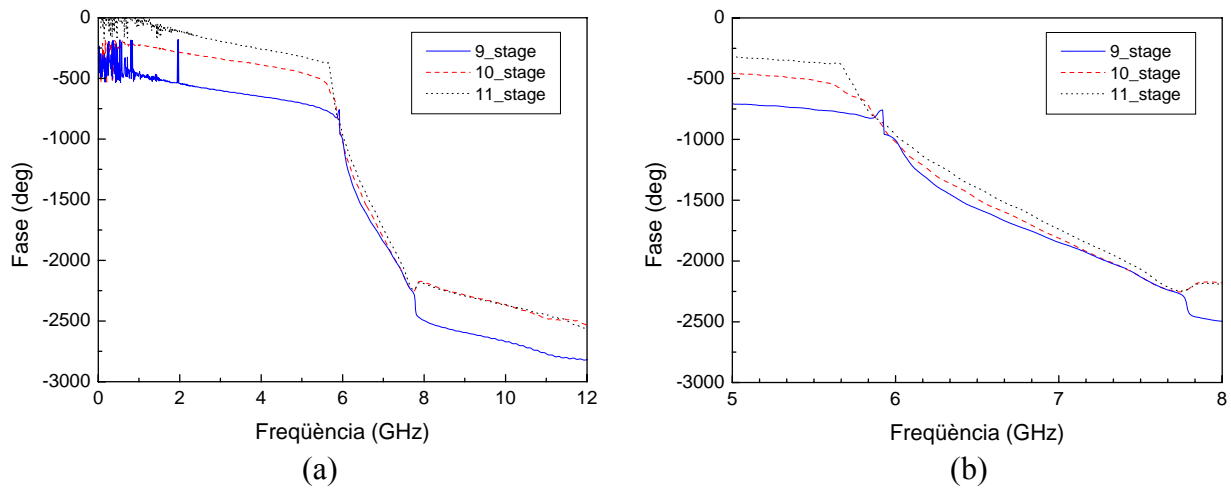 0
-500
-1000
-1500
-2000
-2500
-3000
Fase (deg)
0 2 4 6 8 10 12
Freqüència (GHz)
9_stage
10_stage
11_stage
(a)
0
-500
-1000
-1500
-2000
-2500
-3000
Fase (deg)
5 6 7 8
Freqüència (GHz)
9_stage
10_stage
11_stage
(b)